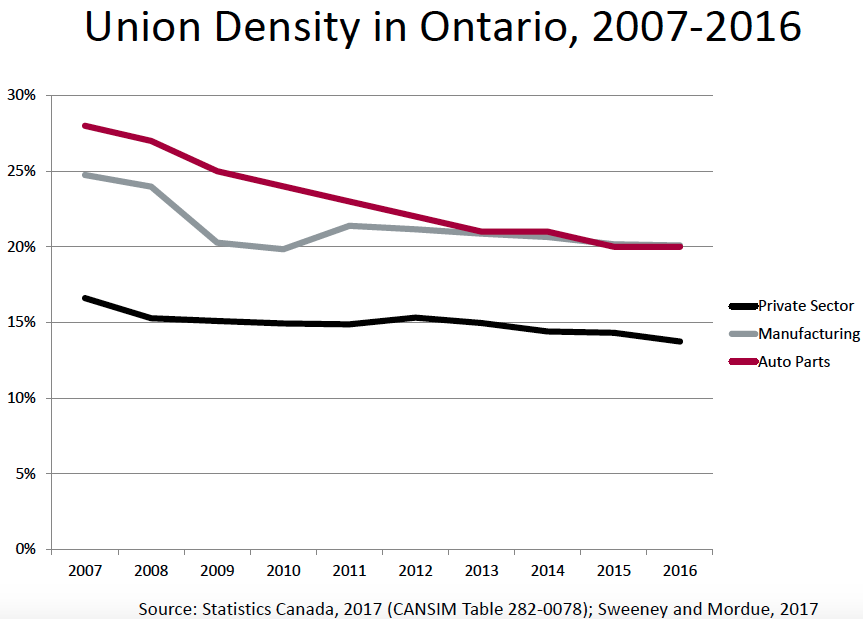 Union Density in Ontario, 2007-2016
30%
25%
20%
15%
10%
5%
0%
Private Sector
Manufacturing
Auto Parts
2007 2008 2009 2010 2011 2012 2013 2014 2015 2016
Source: Statistics Canada, 2017 (CANSIM Table 282-0078); Sweeney and Mordue, 2017